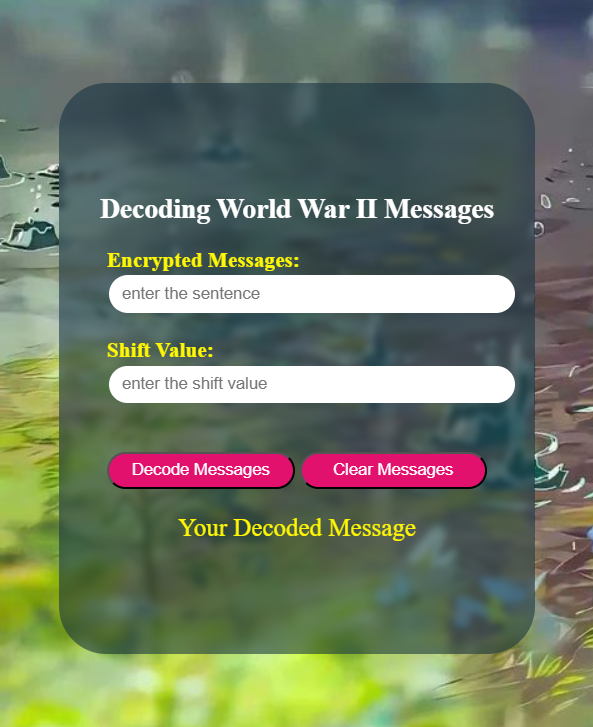 Decoding World War II Messages
Encrypted Messages:
enter the sentence
Shift Value:
enter the shift value
Decode Messages Clear Messages
Your Decoded Message